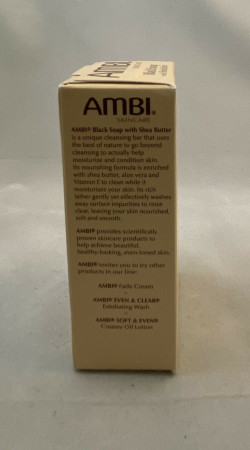 AMBI
AMBI®
SKINCARE
AMBI® Black Soap with Shea Butter
is a unique cleansing bar that uses
the best of nature to go beyond
cleansing to actually help
moisturize and condition skin.
Its nourishing formula is enriched
with shea butter, aloe vera and
Vitamin E to clean while it
moisturizes your skin. Its rich
lather gently yet effectively washes
away surface impurities to rinse
clear, leaving your skin nourished,
soft and smooth.
AMBI® provides scientifically
proven skincare products to
help achieve beautiful,
healthy-looking, even-toned skin.
AMBI® invites you to try other
products in our line:
AMBI® Fade Cream
AMBI® EVEN & CLEAR®
Exfoliating Wash
AMBI® SOFT & EVEN®
Creamy Oil Lotion